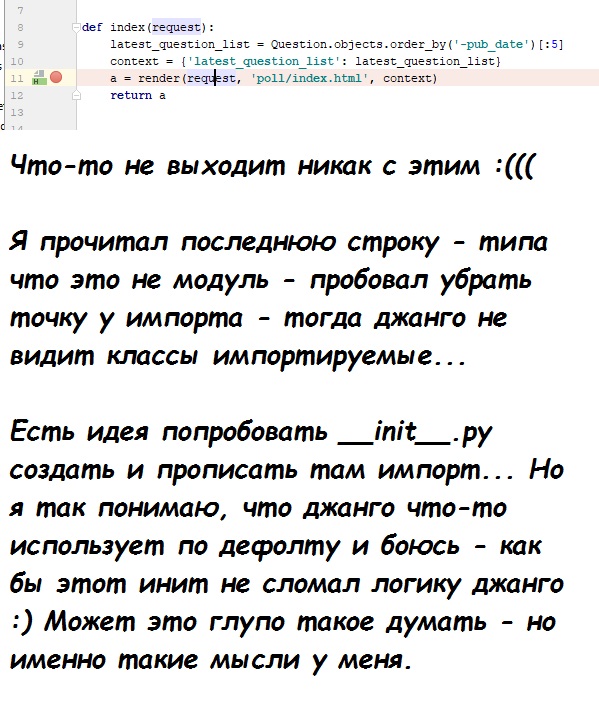 7
8 def index(request):
9 latest_question_list = Question.objects.order_by('-pub_date')[:5]
10 context = {'latest_question_list': latest_question_list}
11 a = render(request, 'poll/index.html', context)
12 return a
13
14
Что-то не выходит никак с этим :(((
Я прочитал последнюю строку - типа
что это не модуль - пробовал убрать
точку у импорта - тогда джанго не
видит классы импортируемые...
Есть идея попробовать __init__.py
создать и прописать там импорт... Но
я так понимаю, что джанго что-то
использует по дефолту и боюсь - как
бы этот инит не сломал логику джанго
:) Может это глупо такое думать - но
именно такие мысли у меня.